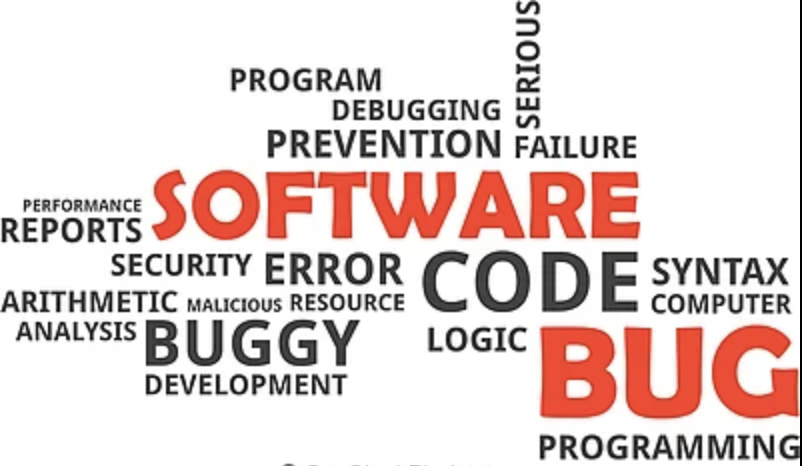 SERIOUS
PROGRAM
DEBUGGING
PREVENTION
FAILURE
SOFTWARE
PERFORMANCE
REPORTS
SECURITY
ERROR
CODE
SYNTAX
ARITHMETIC
MALICIOUS
RESOURCE
COMPUTER
ANALYSIS
BUGGY
LOGIC
BUG
DEVELOPMENT
PROGRAMMING